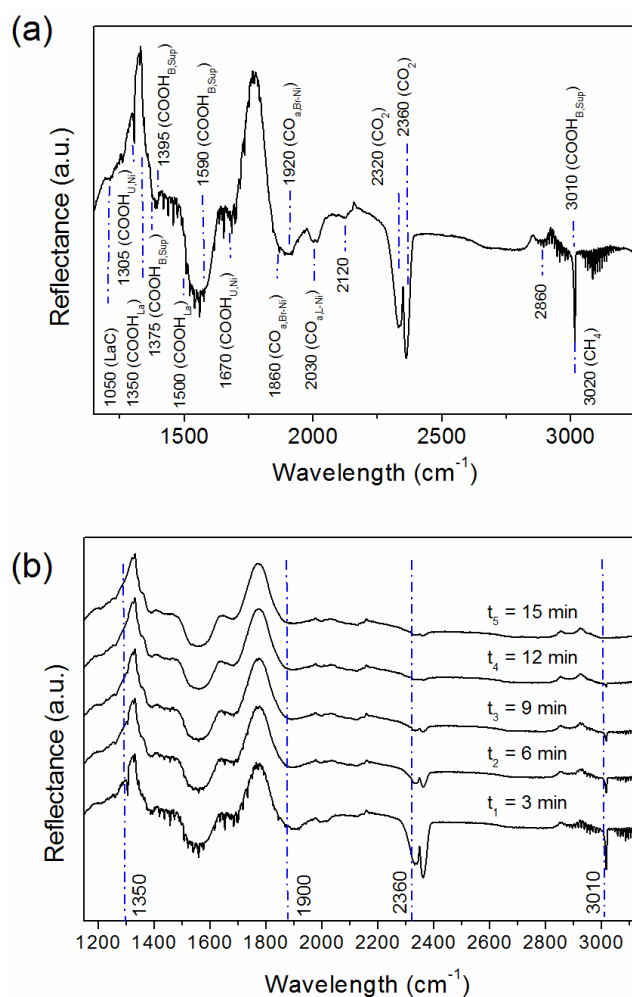 (a)
Reflectance (a.u.)
1050 (LaC)
1305 (COOH_U,Ni)
1350 (COOH_La)
1375 (COOH_B,Sup)
1395 (COOH_B,Sup)
1500 (COOH_La)
1590 (COOH_B,Sup)
1670 (COOH_U,Ni)
1860 (CO_a,Br-Ni)
1920 (CO_a,Br-Ni)
2030 (CO_a,L-Ni)
2120
2320 (CO_2)
2360 (CO_2)
2860
3010 (COOH_B,Sup)
3020 (CH_4)
1500 2000 2500 3000
Wavelength (cm^-1)
(b)
Reflectance (a.u.)
t_5 = 15 min
t_4 = 12 min
t_3 = 9 min
t_2 = 6 min
t_1 = 3 min
1350
1900
2360
3010
1200 1400 1600 1800 2000 2200 2400 2600 2800 3000
Wavelength (cm^-1)